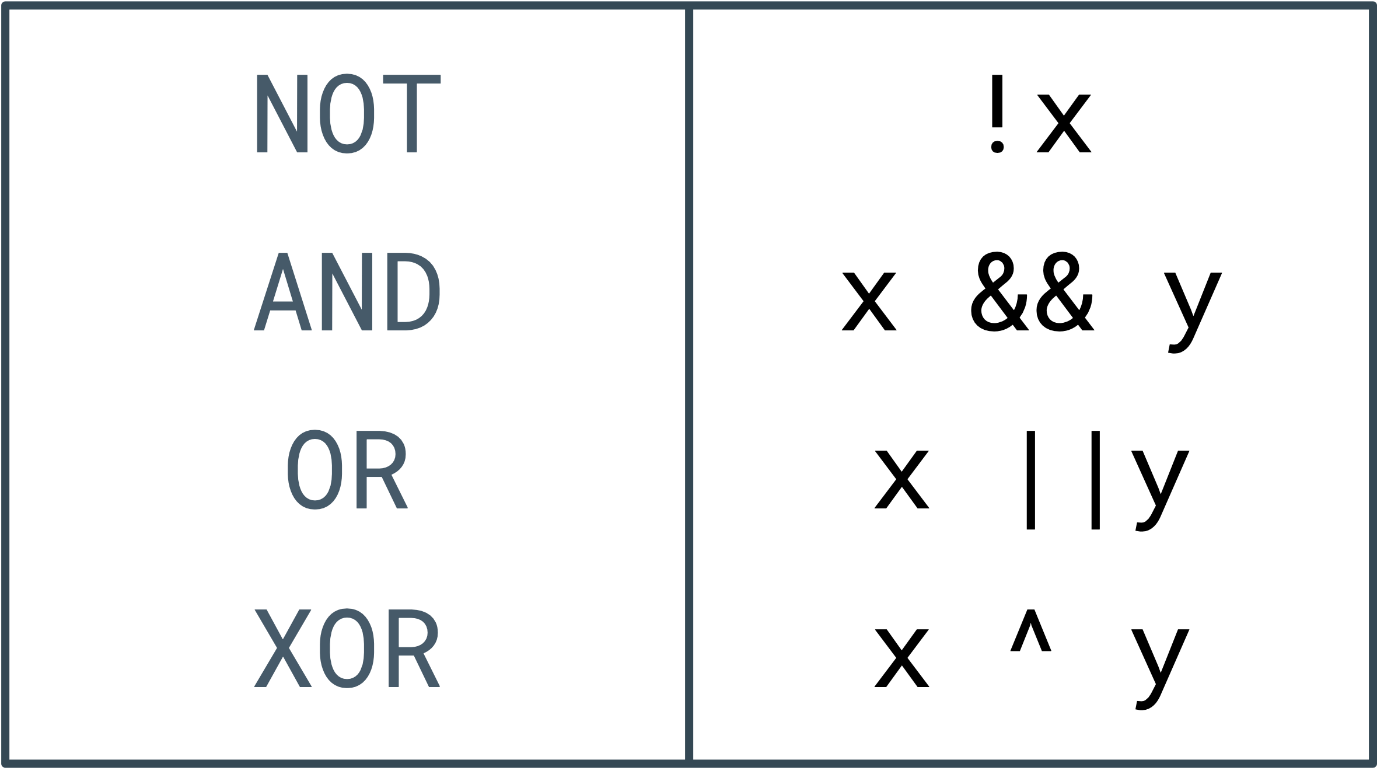 NOT !x
AND x && y
OR x ||y
XOR x ^ y